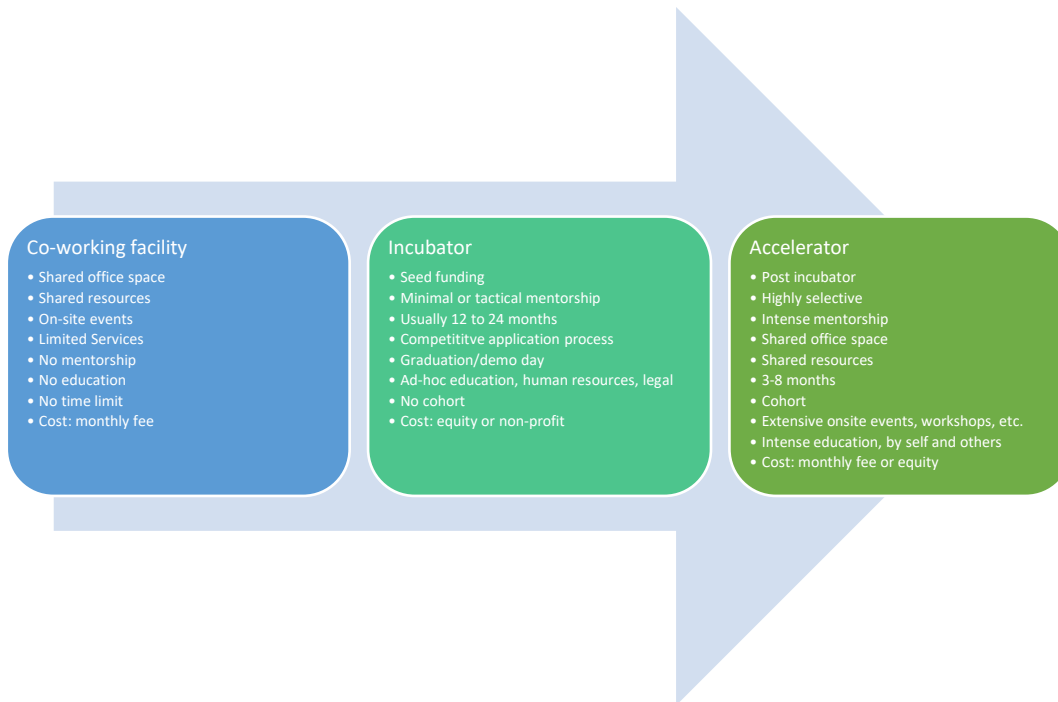 Co-working facility
• Shared office space
• Shared resources
• On-site events
• Limited Services
• No mentorship
• No education
• No time limit
• Cost: monthly fee
Incubator
• Seed funding
• Minimal or tactical mentorship
• Usually 12 to 24 months
• Competititve application process
• Graduation/demo day
• Ad-hoc education, human resources, legal
• No cohort
• Cost: equity or non-profit
Accelerator
• Post incubator
• Highly selective
• Intense mentorship
• Shared office space
• Shared resources
• 3-8 months
• Cohort
• Extensive onsite events, workshops, etc.
• Intense education, by self and others
• Cost: monthly fee or equity